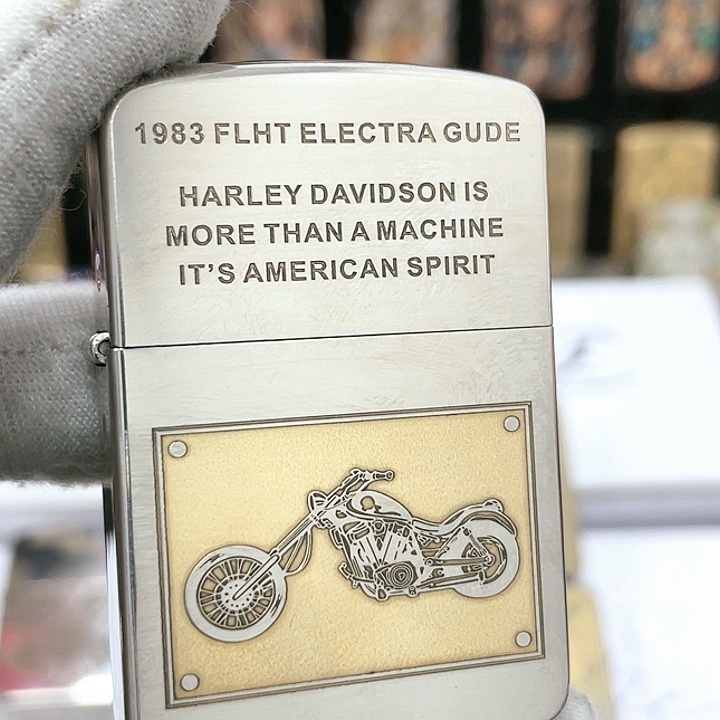 1983 FLHT ELECTRA GUDE
HARLEY DAVIDSON IS
MORE THAN A MACHINE
IT'S AMERICAN SPIRIT